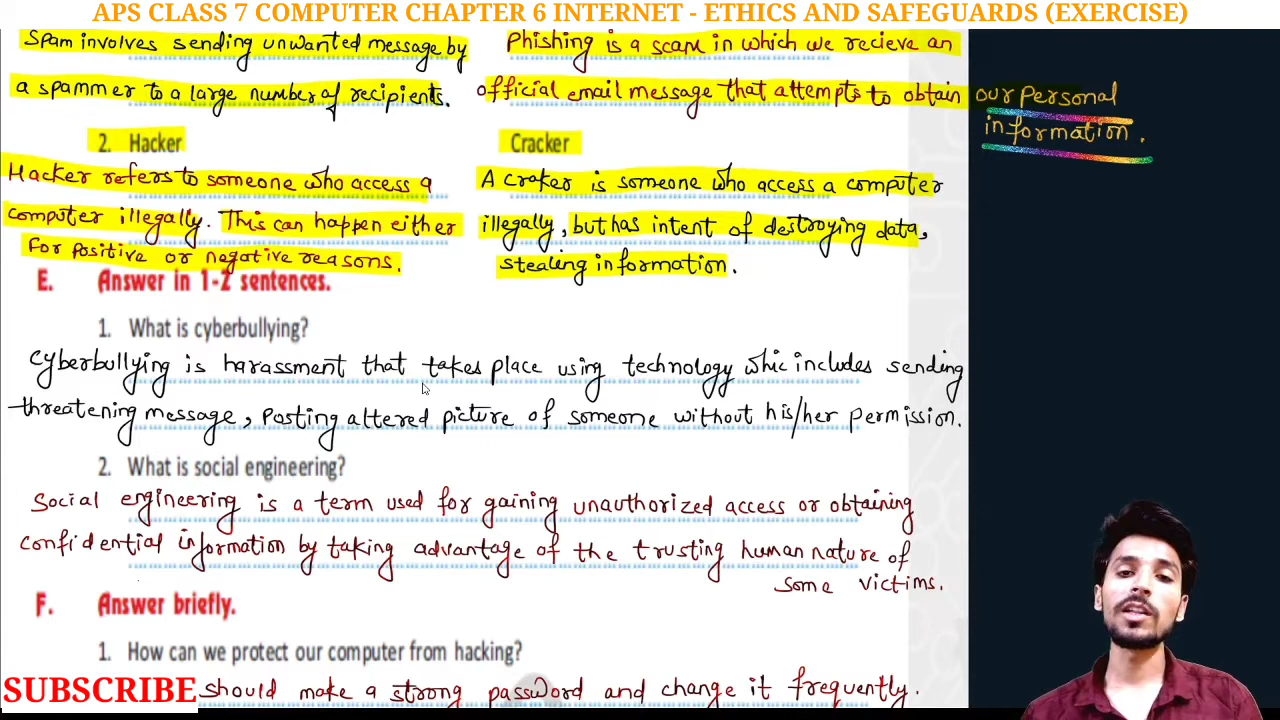 APS CLASS 7 COMPUTER CHAPTER 6 INTERNET - ETHICS AND SAFEGUARDS (EXERCISE)
Spam involves sending unwanted message by
a spammer to a large number of recipients.
Phishing is a scam in which we recieve an
official email message that attempts to obtain our personal
information.
2. Hacker
Cracker
Hacker refers to someone who access a
computer illegally. This can happen either
for positive or negative reasons.
A craker is someone who access a computer
illegally, but has intent of destroying data,
stealing information.
E. Answer in 1-2 sentences.
1. What is cyberbullying?
Cyberbullying is harassment that takes place using technology whic includes sending
threatening message, Posting altered picture of someone without his/her permission.
2. What is social engineering?
Social engineering is a term used for gaining unauthorized access or obtaining
confidential information by taking advantage of the trusting human nature of
some victims.
F. Answer briefly.
1. How can we protect our computer from hacking?
SUBSCRIBE should make a strong password and change it frequently.